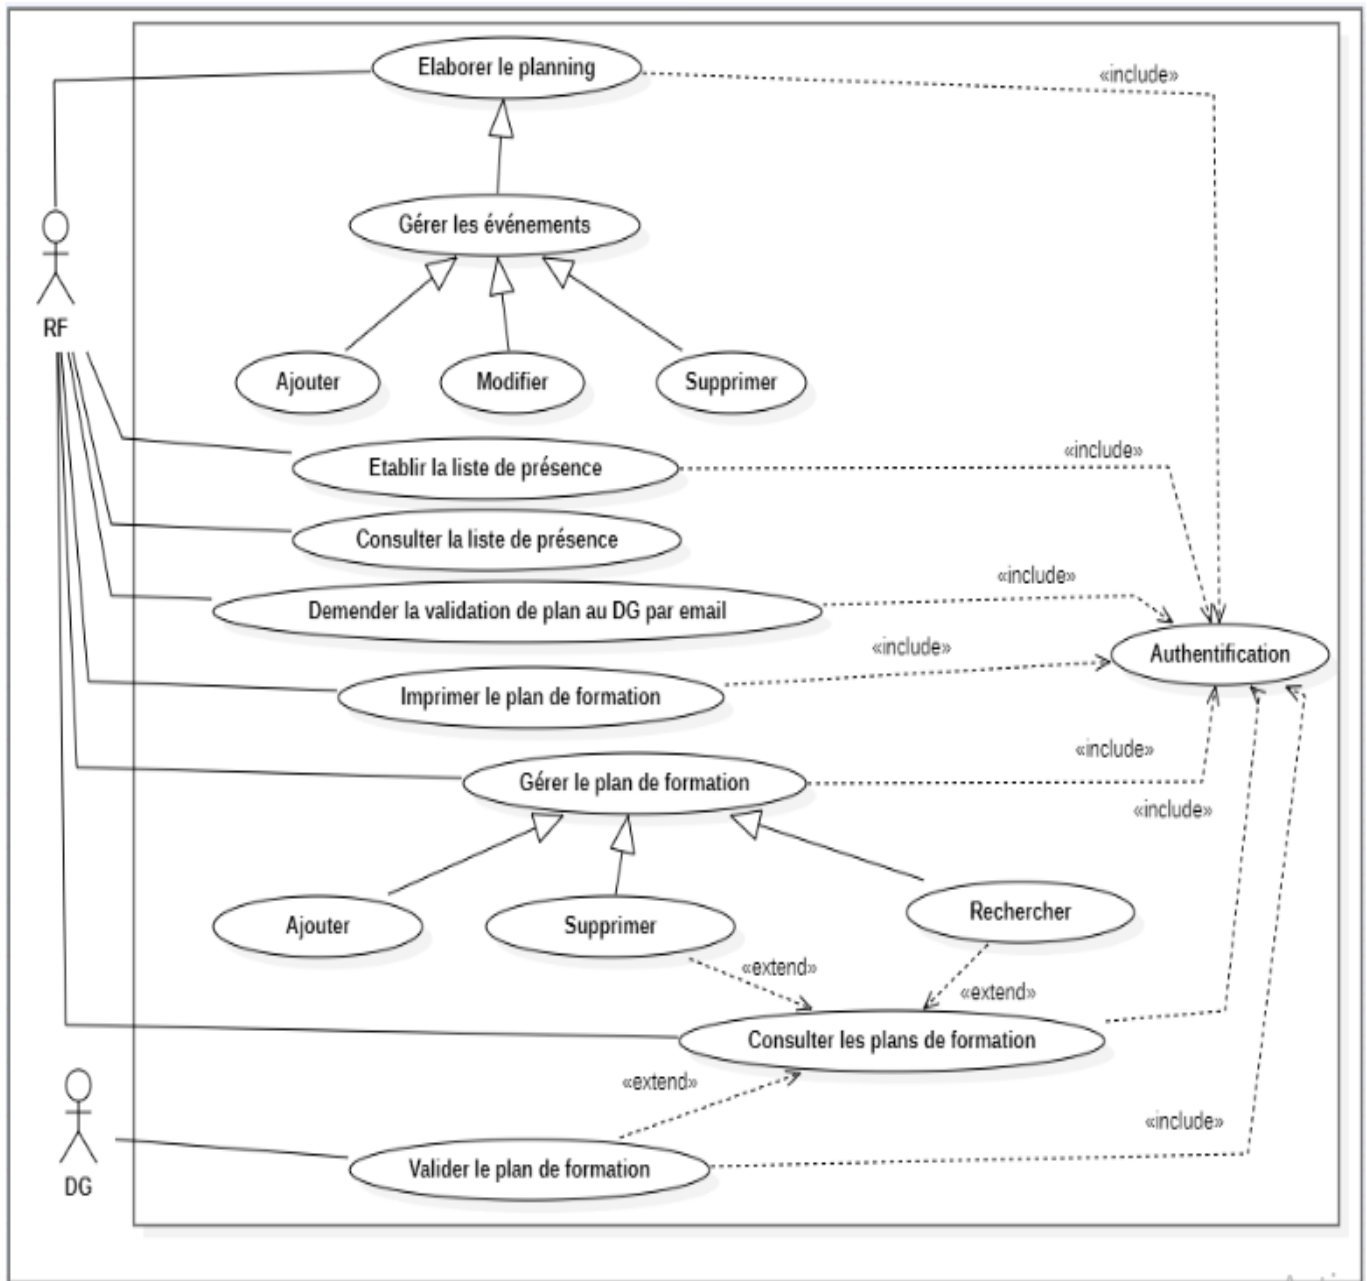 Elaborer le planning
«include»
Gérer les événements
RF
Ajouter
Modifier
Supprimer
«include»
Etablir la liste de présence
Consulter la liste de présence
«include»
Demender la validation de plan au DG par email
«include»
Authentification
Imprimer le plan de formation
«include»
Gérer le plan de formation
«include»
Ajouter
Supprimer
Rechercher
«extend»
«extend»
Consulter les plans de formation
«extend»
«include»
Valider le plan de formation
DG